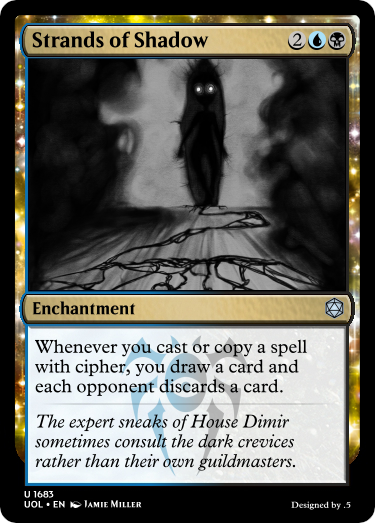 Strands of Shadow 2
Enchantment
Whenever you cast or copy a spell
with cipher, you draw a card and
each opponent discards a card.
The expert sneaks of House Dimir
sometimes consult the dark crevices
rather than their own guildmasters.
U 1683
UOL • EN Jamie Miller
Designed by .5